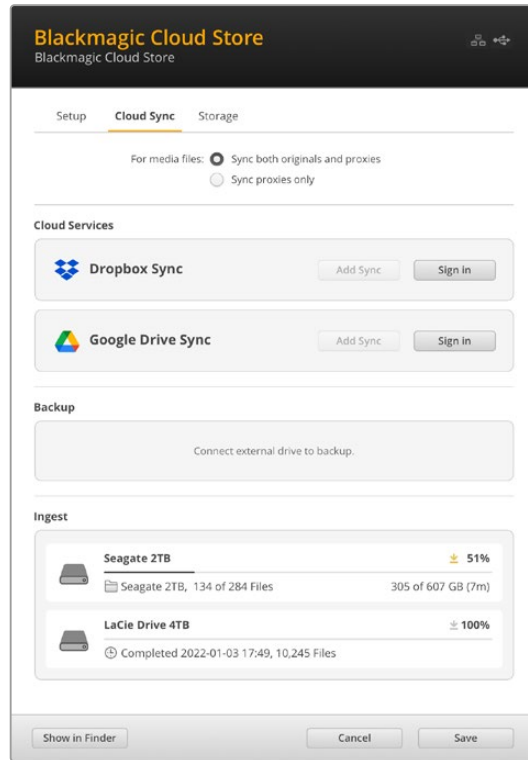 Blackmagic Cloud Store
Blackmagic Cloud Store
Setup Cloud Sync Storage
For media files: Sync both originals and proxies
Sync proxies only
Cloud Services
Dropbox Sync Add Sync Sign in
Google Drive Sync Add Sync Sign in
Backup
Connect external drive to backup.
Ingest
Seagate 2TB 51%
Seagate 2TB, 134 of 284 Files 305 of 607 GB (7m)
LaCie Drive 4TB 100%
Completed 2022-01-03 17:49, 10,245 Files
Show in Finder Cancel Save